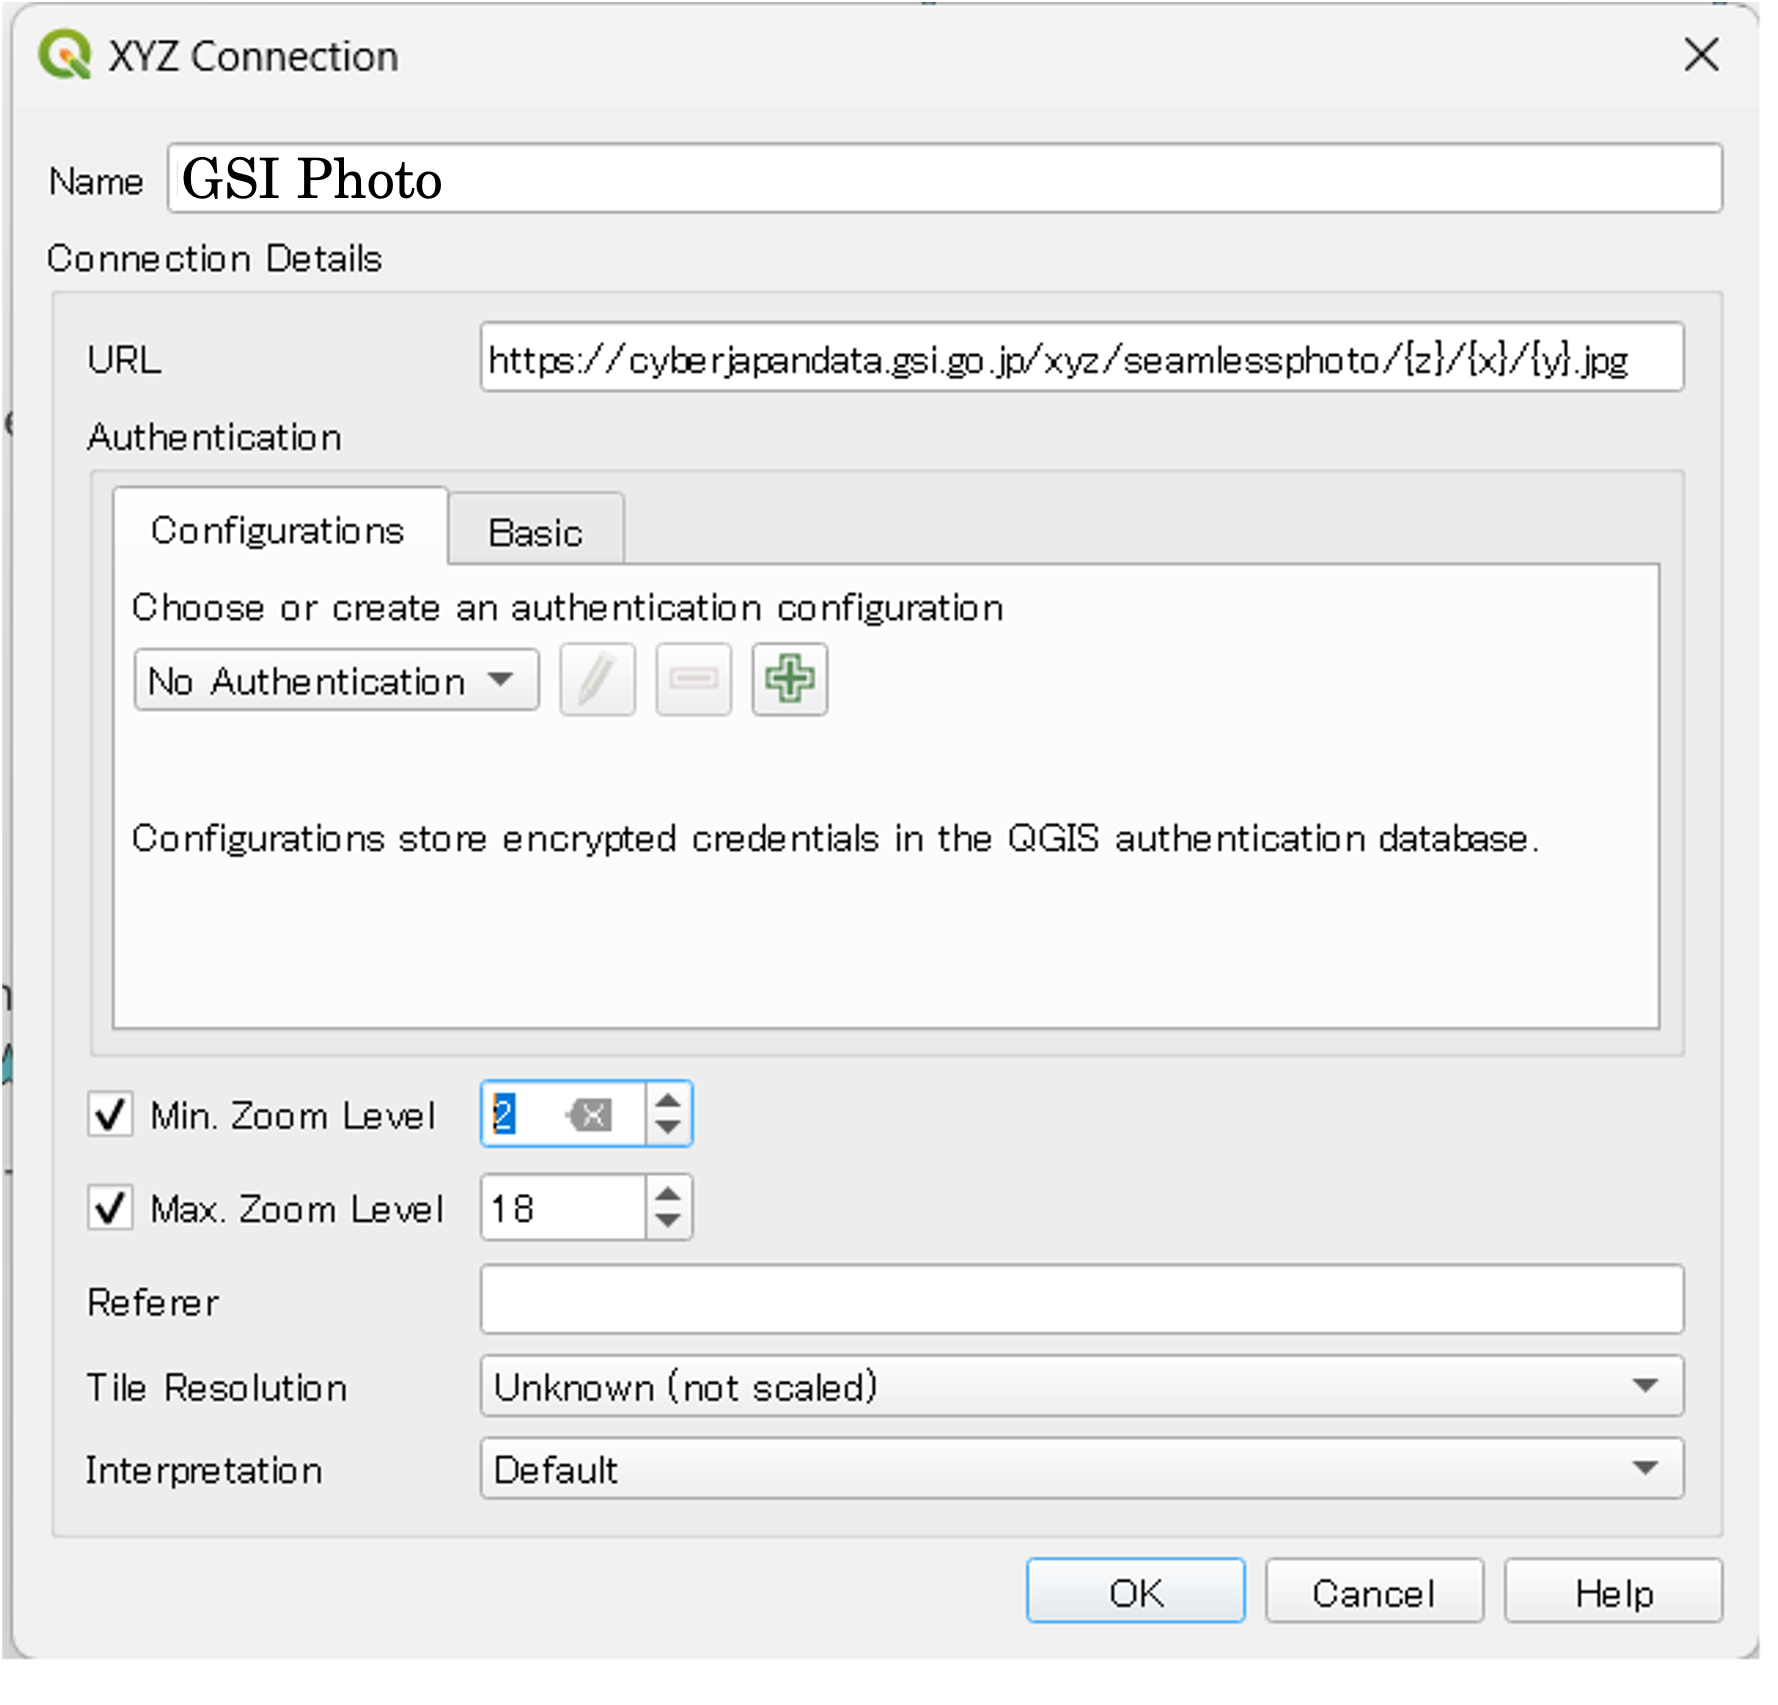 XYZ Connection
Name GSI Photo
Connection Details
URL https://cyberjapandata.gsi.go.jp/xyz/seamlessphoto/{z}/{x}/{y}.jpg
Authentication
Configurations Basic
Choose or create an authentication configuration
No Authentication
Configurations store encrypted credentials in the QGIS authentication database.
Min. Zoom Level 2
Max. Zoom Level 18
Referer
Tile Resolution Unknown (not scaled)
Interpretation Default
OK Cancel Help